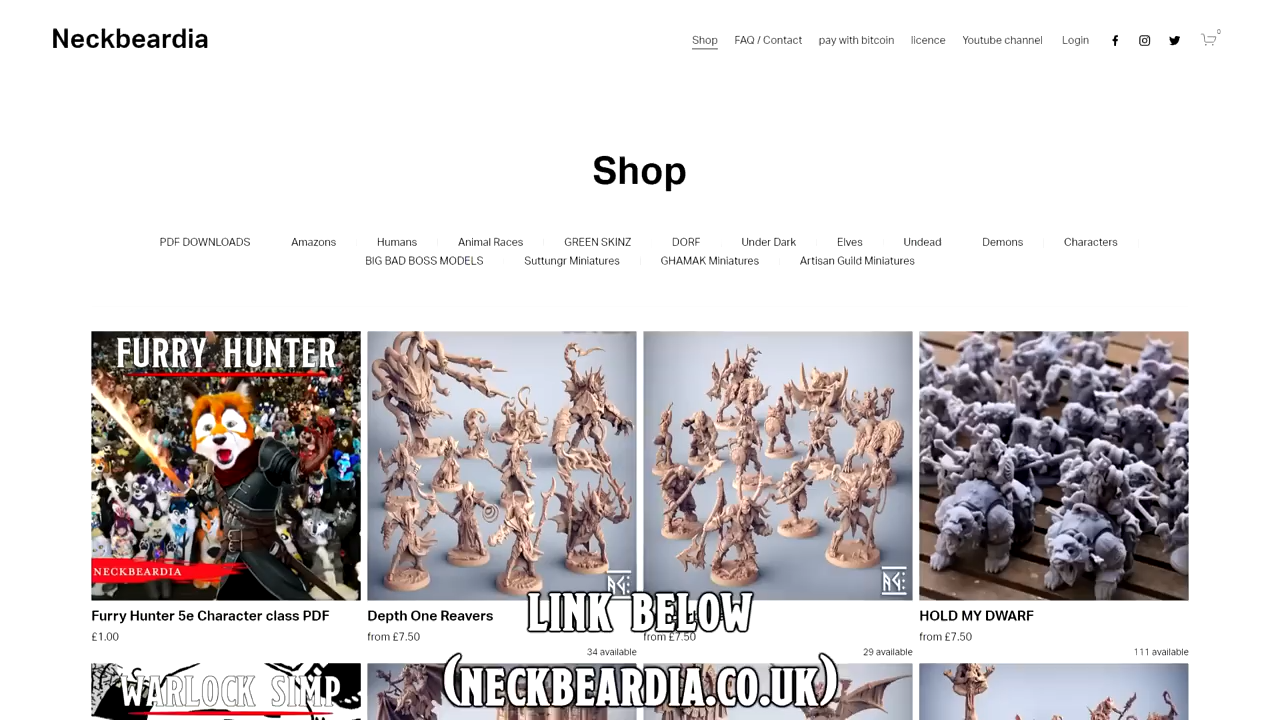 Neckbeardia
Shop FAQ / Contact pay with bitcoin licence Youtube channel Login 0
Shop
PDF DOWNLOADS Amazons Humans Animal Races GREEN SKINZ DORF Under Dark Elves Undead Demons Characters
BIG BAD BOSS MODELS Suttungr Miniatures GHAMAK Miniatures Artisan Guild Miniatures
FURRY HUNTER
NECKBEARDIA
Furry Hunter 5e Character class PDF
£1.00
Depth One Reavers
from £7.50
34 available
from £7.50
29 available
HOLD MY DWARF
from £7.50
111 available
LINK BELOW
(NECKBEARDIA.CO.UK)
WARLOCK SIMP